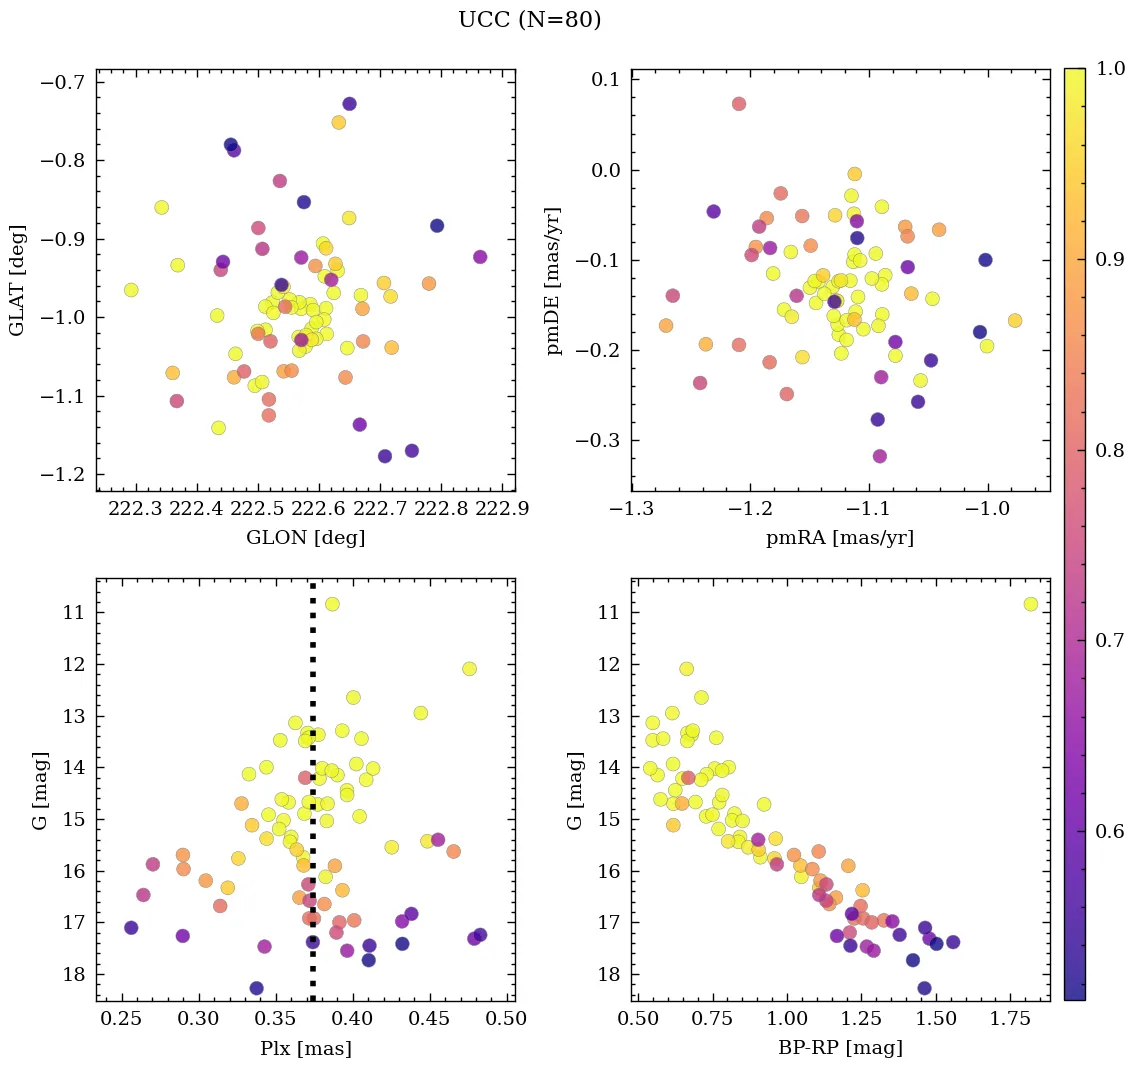 UCC (N=80)
−0.7
−0.8
−0.9
−1.0
−1.1
−1.2
GLAT [deg]
222.3 222.4 222.5 222.6 222.7 222.8 222.9
GLON [deg]
0.1
0.0
−0.1
−0.2
−0.3
pmDE [mas/yr]
−1.3 −1.2 −1.1 −1.0
pmRA [mas/yr]
1.0
0.9
0.8
0.7
0.6
11
12
13
14
15
16
17
18
G [mag]
0.25 0.30 0.35 0.40 0.45 0.50
Plx [mas]
11
12
13
14
15
16
17
18
G [mag]
0.50 0.75 1.00 1.25 1.50 1.75
BP-RP [mag]